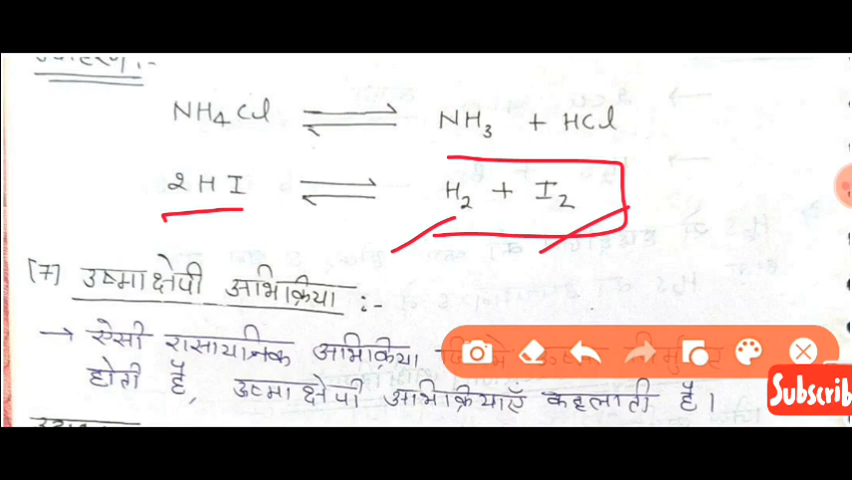 NH4Cl ⇌ NH3 + HCl
2HI ⇌ H2 + I2
(7) उष्माक्षेपी अभिक्रिया :-
→ ऐसी रासायनिक अभिक्रिया
होती है, उष्माक्षेपी अभिक्रियाएँ कहलाती है।
Subscrib